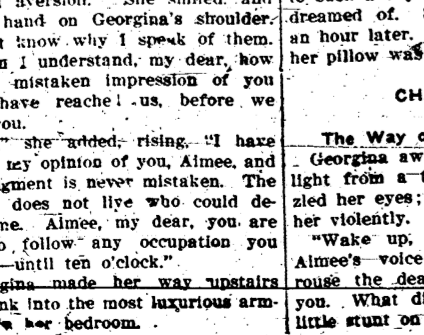 aversion. She smiled, and
hand on Georgina's shoulder.
know why I speak of them.
I understand, my dear, how
mistaken impression of you
have reached us, before we
you.
" she added, rising, "I have
my opinion of you, Aimee, and
gment is never mistaken. The
does not live who could de-
me. Aimee, my dear, you are
follow any occupation you
—until ten o'clock."
gina made her way upstairs
nk into the most luxurious arm-
her bedroom.
dreamed of.
an hour later.
her pillow was
CH
The Way o
Georgina aw
light from a
zled her eyes;
her violently.
"Wake up,
Aimee's voice
rouse the dea
you. What di
little stunt on